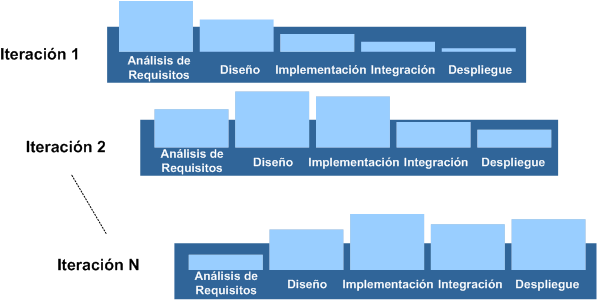 Iteración 1
Análisis de
Requisitos
Diseño
Implementación
Integración
Despliegue
Iteración 2
Análisis de
Requisitos
Diseño
Implementación
Integración
Despliegue
Iteración N
Análisis de
Requisitos
Diseño
Implementación
Integración
Despliegue